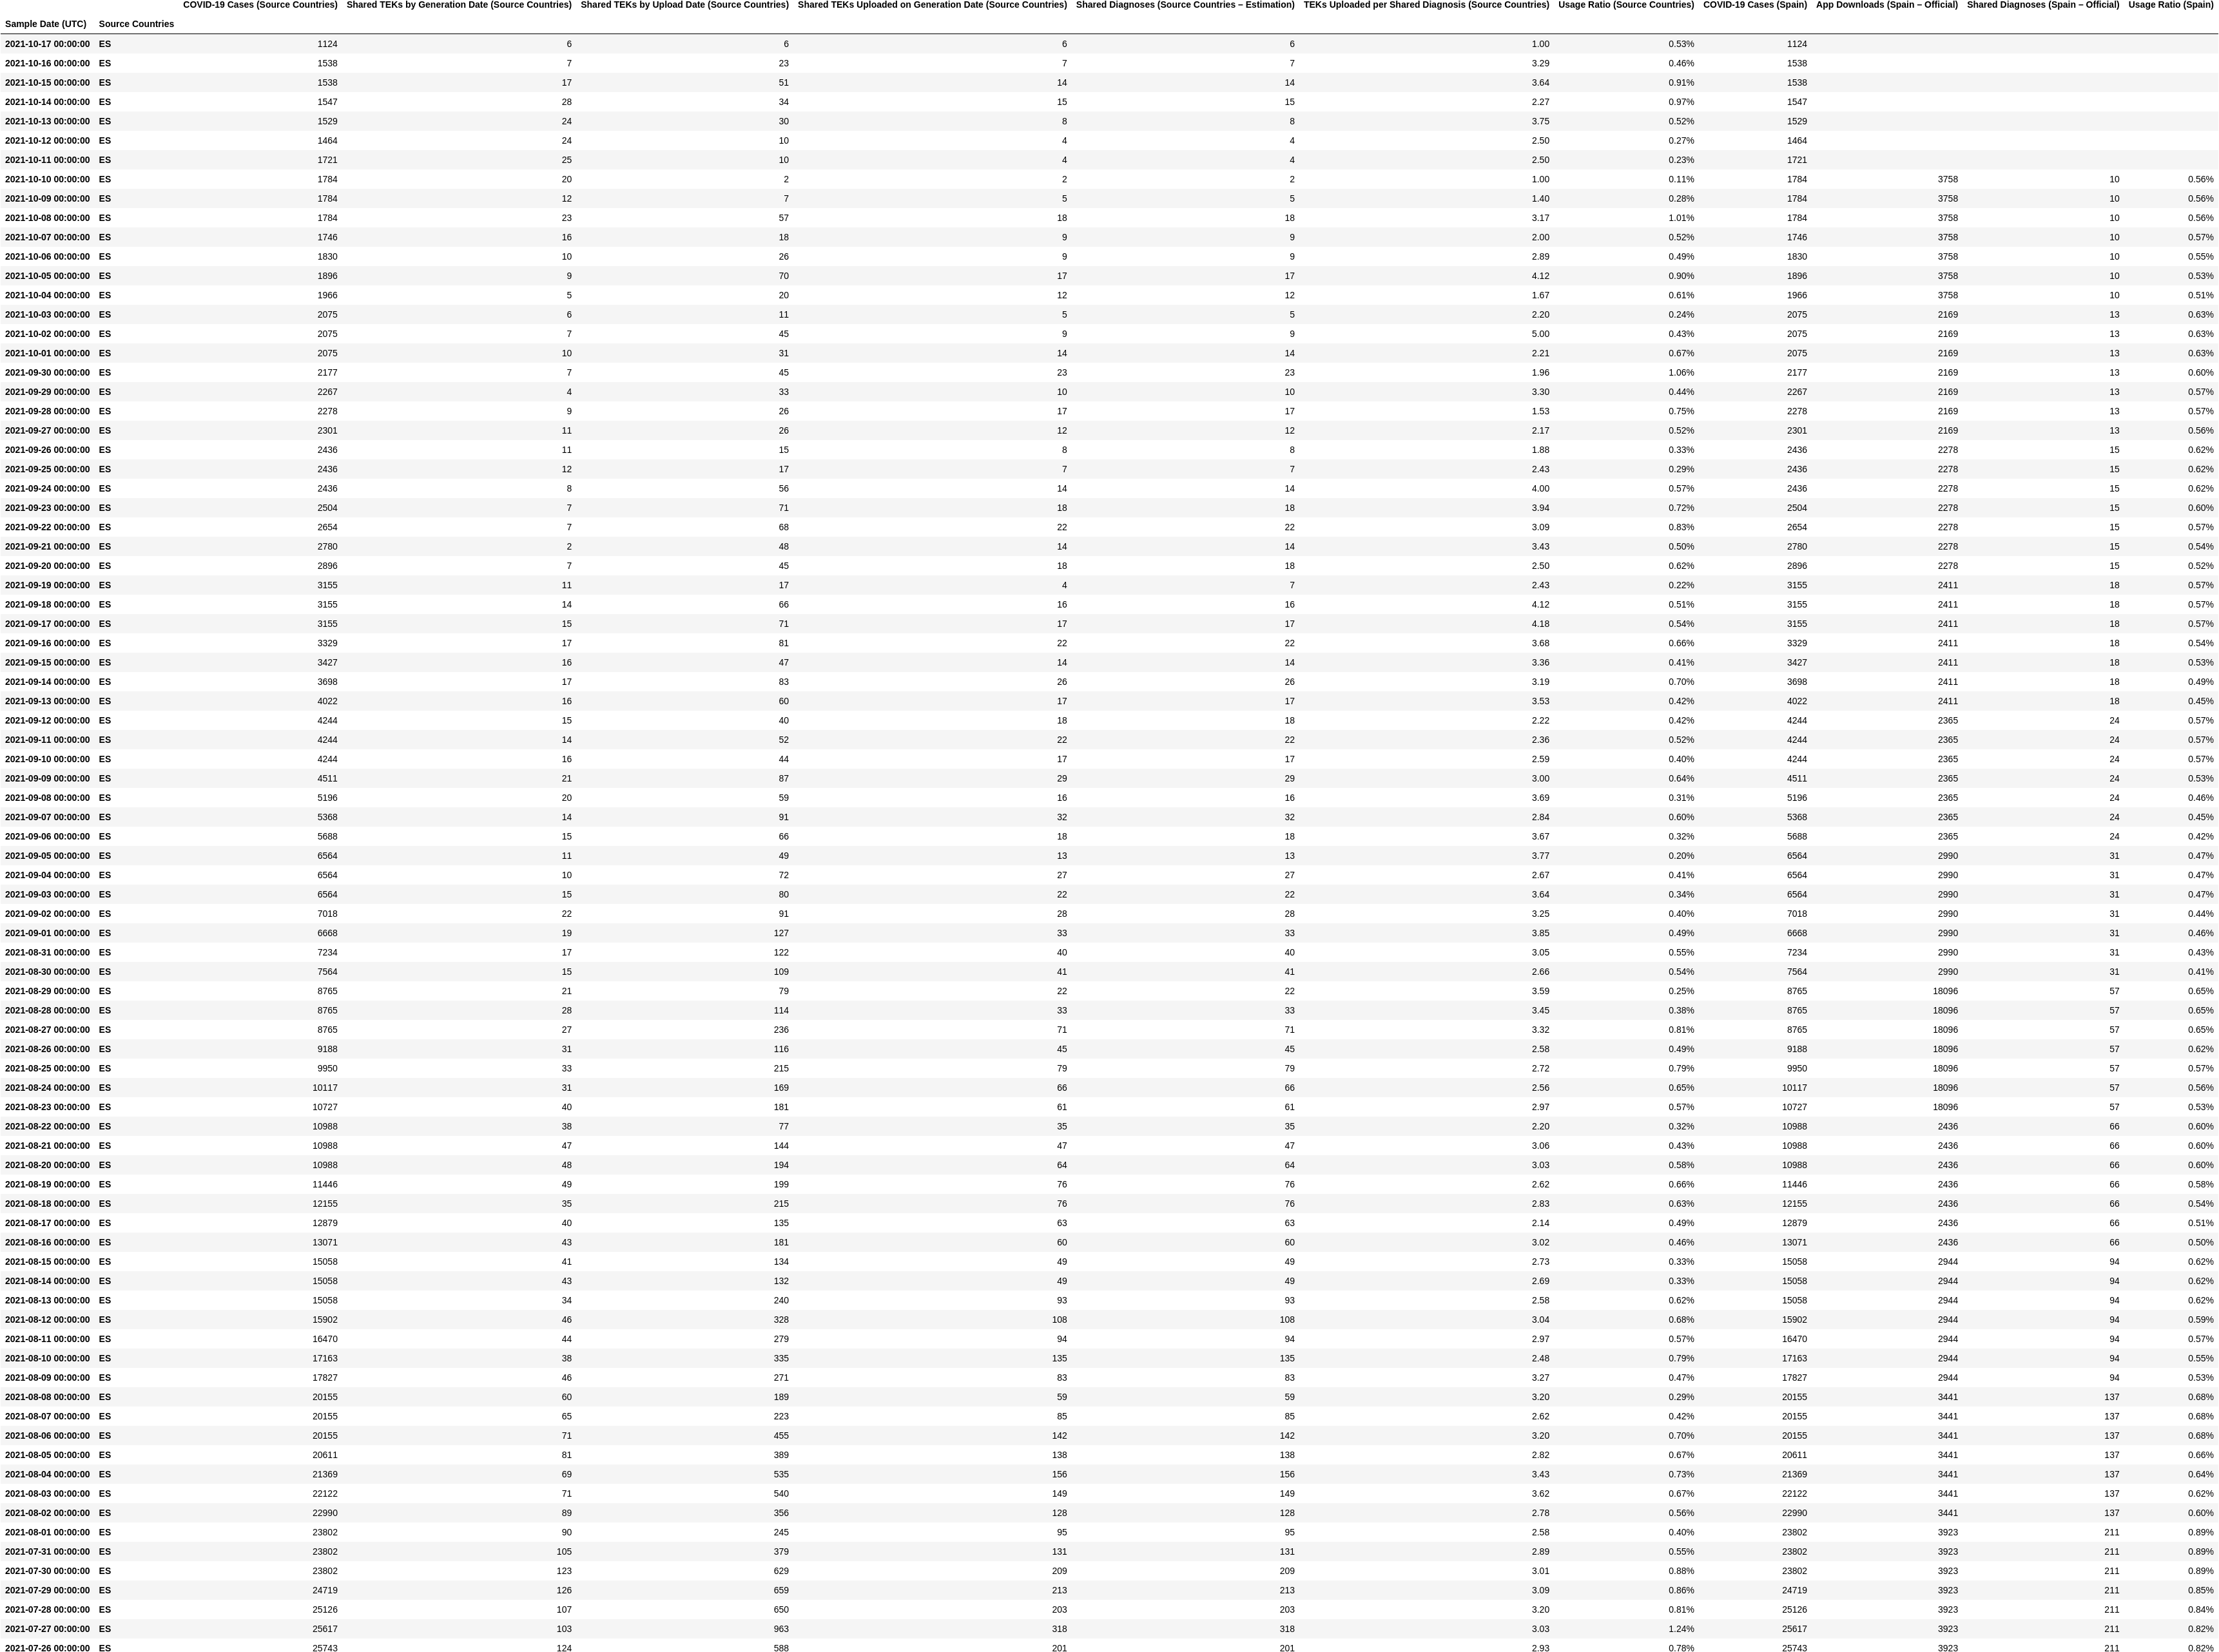 COVID-19 Cases (Source Countries) Shared TEKs by Generation Date (Source Countries) Shared TEKs by Upload Date (Source Countries) Shared TEKs Uploaded on Generation Date (Source Countries) Shared Diagnoses (Source Countries – Estimation) TEKs Uploaded per Shared Diagnosis (Source Countries) Usage Ratio (Source Countries) COVID-19 Cases (Spain) App Downloads (Spain – Official) Shared Diagnoses (Spain – Official) Usage Ratio (Spain)
Sample Date (UTC) Source Countries
2021-10-17 00:00:00 ES 1124 6 6 6 6 1.00 0.53% 1124
2021-10-16 00:00:00 ES 1538 7 23 7 7 3.29 0.46% 1538
2021-10-15 00:00:00 ES 1538 17 51 14 14 3.64 0.91% 1538
2021-10-14 00:00:00 ES 1547 28 34 15 15 2.27 0.97% 1547
2021-10-13 00:00:00 ES 1529 24 30 8 8 3.75 0.52% 1529
2021-10-12 00:00:00 ES 1464 24 10 4 4 2.50 0.27% 1464
2021-10-11 00:00:00 ES 1721 25 10 4 4 2.50 0.23% 1721
2021-10-10 00:00:00 ES 1784 20 2 2 2 1.00 0.11% 1784 3758 10 0.56%
2021-10-09 00:00:00 ES 1784 12 7 5 5 1.40 0.28% 1784 3758 10 0.56%
2021-10-08 00:00:00 ES 1784 23 57 18 18 3.17 1.01% 1784 3758 10 0.56%
2021-10-07 00:00:00 ES 1746 16 18 9 9 2.00 0.52% 1746 3758 10 0.57%
2021-10-06 00:00:00 ES 1830 10 26 9 9 2.89 0.49% 1830 3758 10 0.55%
2021-10-05 00:00:00 ES 1896 9 70 17 17 4.12 0.90% 1896 3758 10 0.53%
2021-10-04 00:00:00 ES 1966 5 20 12 12 1.67 0.61% 1966 3758 10 0.51%
2021-10-03 00:00:00 ES 2075 6 11 5 5 2.20 0.24% 2075 2169 13 0.63%
2021-10-02 00:00:00 ES 2075 7 45 9 9 5.00 0.43% 2075 2169 13 0.63%
2021-10-01 00:00:00 ES 2075 10 31 14 14 2.21 0.67% 2075 2169 13 0.63%
2021-09-30 00:00:00 ES 2177 7 45 23 23 1.96 1.06% 2177 2169 13 0.60%
2021-09-29 00:00:00 ES 2267 4 33 10 10 3.30 0.44% 2267 2169 13 0.57%
2021-09-28 00:00:00 ES 2278 9 26 17 17 1.53 0.75% 2278 2169 13 0.57%
2021-09-27 00:00:00 ES 2301 11 26 12 12 2.17 0.52% 2301 2169 13 0.56%
2021-09-26 00:00:00 ES 2436 11 15 8 8 1.88 0.33% 2436 2278 15 0.62%
2021-09-25 00:00:00 ES 2436 12 17 7 7 2.43 0.29% 2436 2278 15 0.62%
2021-09-24 00:00:00 ES 2436 8 56 14 14 4.00 0.57% 2436 2278 15 0.62%
2021-09-23 00:00:00 ES 2504 7 71 18 18 3.94 0.72% 2504 2278 15 0.60%
2021-09-22 00:00:00 ES 2654 7 68 22 22 3.09 0.83% 2654 2278 15 0.57%
2021-09-21 00:00:00 ES 2780 2 48 14 14 3.43 0.50% 2780 2278 15 0.54%
2021-09-20 00:00:00 ES 2896 7 45 18 18 2.50 0.62% 2896 2278 15 0.52%
2021-09-19 00:00:00 ES 3155 11 17 4 7 2.43 0.22% 3155 2411 18 0.57%
2021-09-18 00:00:00 ES 3155 14 66 16 16 4.12 0.51% 3155 2411 18 0.57%
2021-09-17 00:00:00 ES 3155 15 71 17 17 4.18 0.54% 3155 2411 18 0.57%
2021-09-16 00:00:00 ES 3329 17 81 22 22 3.68 0.66% 3329 2411 18 0.54%
2021-09-15 00:00:00 ES 3427 16 47 14 14 3.36 0.41% 3427 2411 18 0.53%
2021-09-14 00:00:00 ES 3698 17 83 26 26 3.19 0.70% 3698 2411 18 0.49%
2021-09-13 00:00:00 ES 4022 16 60 17 17 3.53 0.42% 4022 2411 18 0.45%
2021-09-12 00:00:00 ES 4244 15 40 18 18 2.22 0.42% 4244 2365 24 0.57%
2021-09-11 00:00:00 ES 4244 14 52 22 22 2.36 0.52% 4244 2365 24 0.57%
2021-09-10 00:00:00 ES 4244 16 44 17 17 2.59 0.40% 4244 2365 24 0.57%
2021-09-09 00:00:00 ES 4511 21 87 29 29 3.00 0.64% 4511 2365 24 0.53%
2021-09-08 00:00:00 ES 5196 20 59 16 16 3.69 0.31% 5196 2365 24 0.46%
2021-09-07 00:00:00 ES 5368 14 91 32 32 2.84 0.60% 5368 2365 24 0.45%
2021-09-06 00:00:00 ES 5688 15 66 18 18 3.67 0.32% 5688 2365 24 0.42%
2021-09-05 00:00:00 ES 6564 11 49 13 13 3.77 0.20% 6564 2990 31 0.47%
2021-09-04 00:00:00 ES 6564 10 72 27 27 2.67 0.41% 6564 2990 31 0.47%
2021-09-03 00:00:00 ES 6564 15 80 22 22 3.64 0.34% 6564 2990 31 0.47%
2021-09-02 00:00:00 ES 7018 22 91 28 28 3.25 0.40% 7018 2990 31 0.44%
2021-09-01 00:00:00 ES 6668 19 127 33 33 3.85 0.49% 6668 2990 31 0.46%
2021-08-31 00:00:00 ES 7234 17 122 40 40 3.05 0.55% 7234 2990 31 0.43%
2021-08-30 00:00:00 ES 7564 15 109 41 41 2.66 0.54% 7564 2990 31 0.41%
2021-08-29 00:00:00 ES 8765 21 79 22 22 3.59 0.25% 8765 18096 57 0.65%
2021-08-28 00:00:00 ES 8765 28 114 33 33 3.45 0.38% 8765 18096 57 0.65%
2021-08-27 00:00:00 ES 8765 27 236 71 71 3.32 0.81% 8765 18096 57 0.65%
2021-08-26 00:00:00 ES 9188 31 116 45 45 2.58 0.49% 9188 18096 57 0.62%
2021-08-25 00:00:00 ES 9950 33 215 79 79 2.72 0.79% 9950 18096 57 0.57%
2021-08-24 00:00:00 ES 10117 31 169 66 66 2.56 0.65% 10117 18096 57 0.56%
2021-08-23 00:00:00 ES 10727 40 181 61 61 2.97 0.57% 10727 18096 57 0.53%
2021-08-22 00:00:00 ES 10988 38 77 35 35 2.20 0.32% 10988 2436 66 0.60%
2021-08-21 00:00:00 ES 10988 47 144 47 47 3.06 0.43% 10988 2436 66 0.60%
2021-08-20 00:00:00 ES 10988 48 194 64 64 3.03 0.58% 10988 2436 66 0.60%
2021-08-19 00:00:00 ES 11446 49 199 76 76 2.62 0.66% 11446 2436 66 0.58%
2021-08-18 00:00:00 ES 12155 35 215 76 76 2.83 0.63% 12155 2436 66 0.54%
2021-08-17 00:00:00 ES 12879 40 135 63 63 2.14 0.49% 12879 2436 66 0.51%
2021-08-16 00:00:00 ES 13071 43 181 60 60 3.02 0.46% 13071 2436 66 0.50%
2021-08-15 00:00:00 ES 15058 41 134 49 49 2.73 0.33% 15058 2944 94 0.62%
2021-08-14 00:00:00 ES 15058 43 132 49 49 2.69 0.33% 15058 2944 94 0.62%
2021-08-13 00:00:00 ES 15058 34 240 93 93 2.58 0.62% 15058 2944 94 0.62%
2021-08-12 00:00:00 ES 15902 46 328 108 108 3.04 0.68% 15902 2944 94 0.59%
2021-08-11 00:00:00 ES 16470 44 279 94 94 2.97 0.57% 16470 2944 94 0.57%
2021-08-10 00:00:00 ES 17163 38 335 135 135 2.48 0.79% 17163 2944 94 0.55%
2021-08-09 00:00:00 ES 17827 46 271 83 83 3.27 0.47% 17827 2944 94 0.53%
2021-08-08 00:00:00 ES 20155 60 189 59 59 3.20 0.29% 20155 3441 137 0.68%
2021-08-07 00:00:00 ES 20155 65 223 85 85 2.62 0.42% 20155 3441 137 0.68%
2021-08-06 00:00:00 ES 20155 71 455 142 142 3.20 0.70% 20155 3441 137 0.68%
2021-08-05 00:00:00 ES 20611 81 389 138 138 2.82 0.67% 20611 3441 137 0.66%
2021-08-04 00:00:00 ES 21369 69 535 156 156 3.43 0.73% 21369 3441 137 0.64%
2021-08-03 00:00:00 ES 22122 71 540 149 149 3.62 0.67% 22122 3441 137 0.62%
2021-08-02 00:00:00 ES 22990 89 356 128 128 2.78 0.56% 22990 3441 137 0.60%
2021-08-01 00:00:00 ES 23802 90 245 95 95 2.58 0.40% 23802 3923 211 0.89%
2021-07-31 00:00:00 ES 23802 105 379 131 131 2.89 0.55% 23802 3923 211 0.89%
2021-07-30 00:00:00 ES 23802 123 629 209 209 3.01 0.88% 23802 3923 211 0.89%
2021-07-29 00:00:00 ES 24719 126 659 213 213 3.09 0.86% 24719 3923 211 0.85%
2021-07-28 00:00:00 ES 25126 107 650 203 203 3.20 0.81% 25126 3923 211 0.84%
2021-07-27 00:00:00 ES 25617 103 963 318 318 3.03 1.24% 25617 3923 211 0.82%
2021-07-26 00:00:00 ES 25743 124 588 201 201 2.93 0.78% 25743 3923 211 0.82%